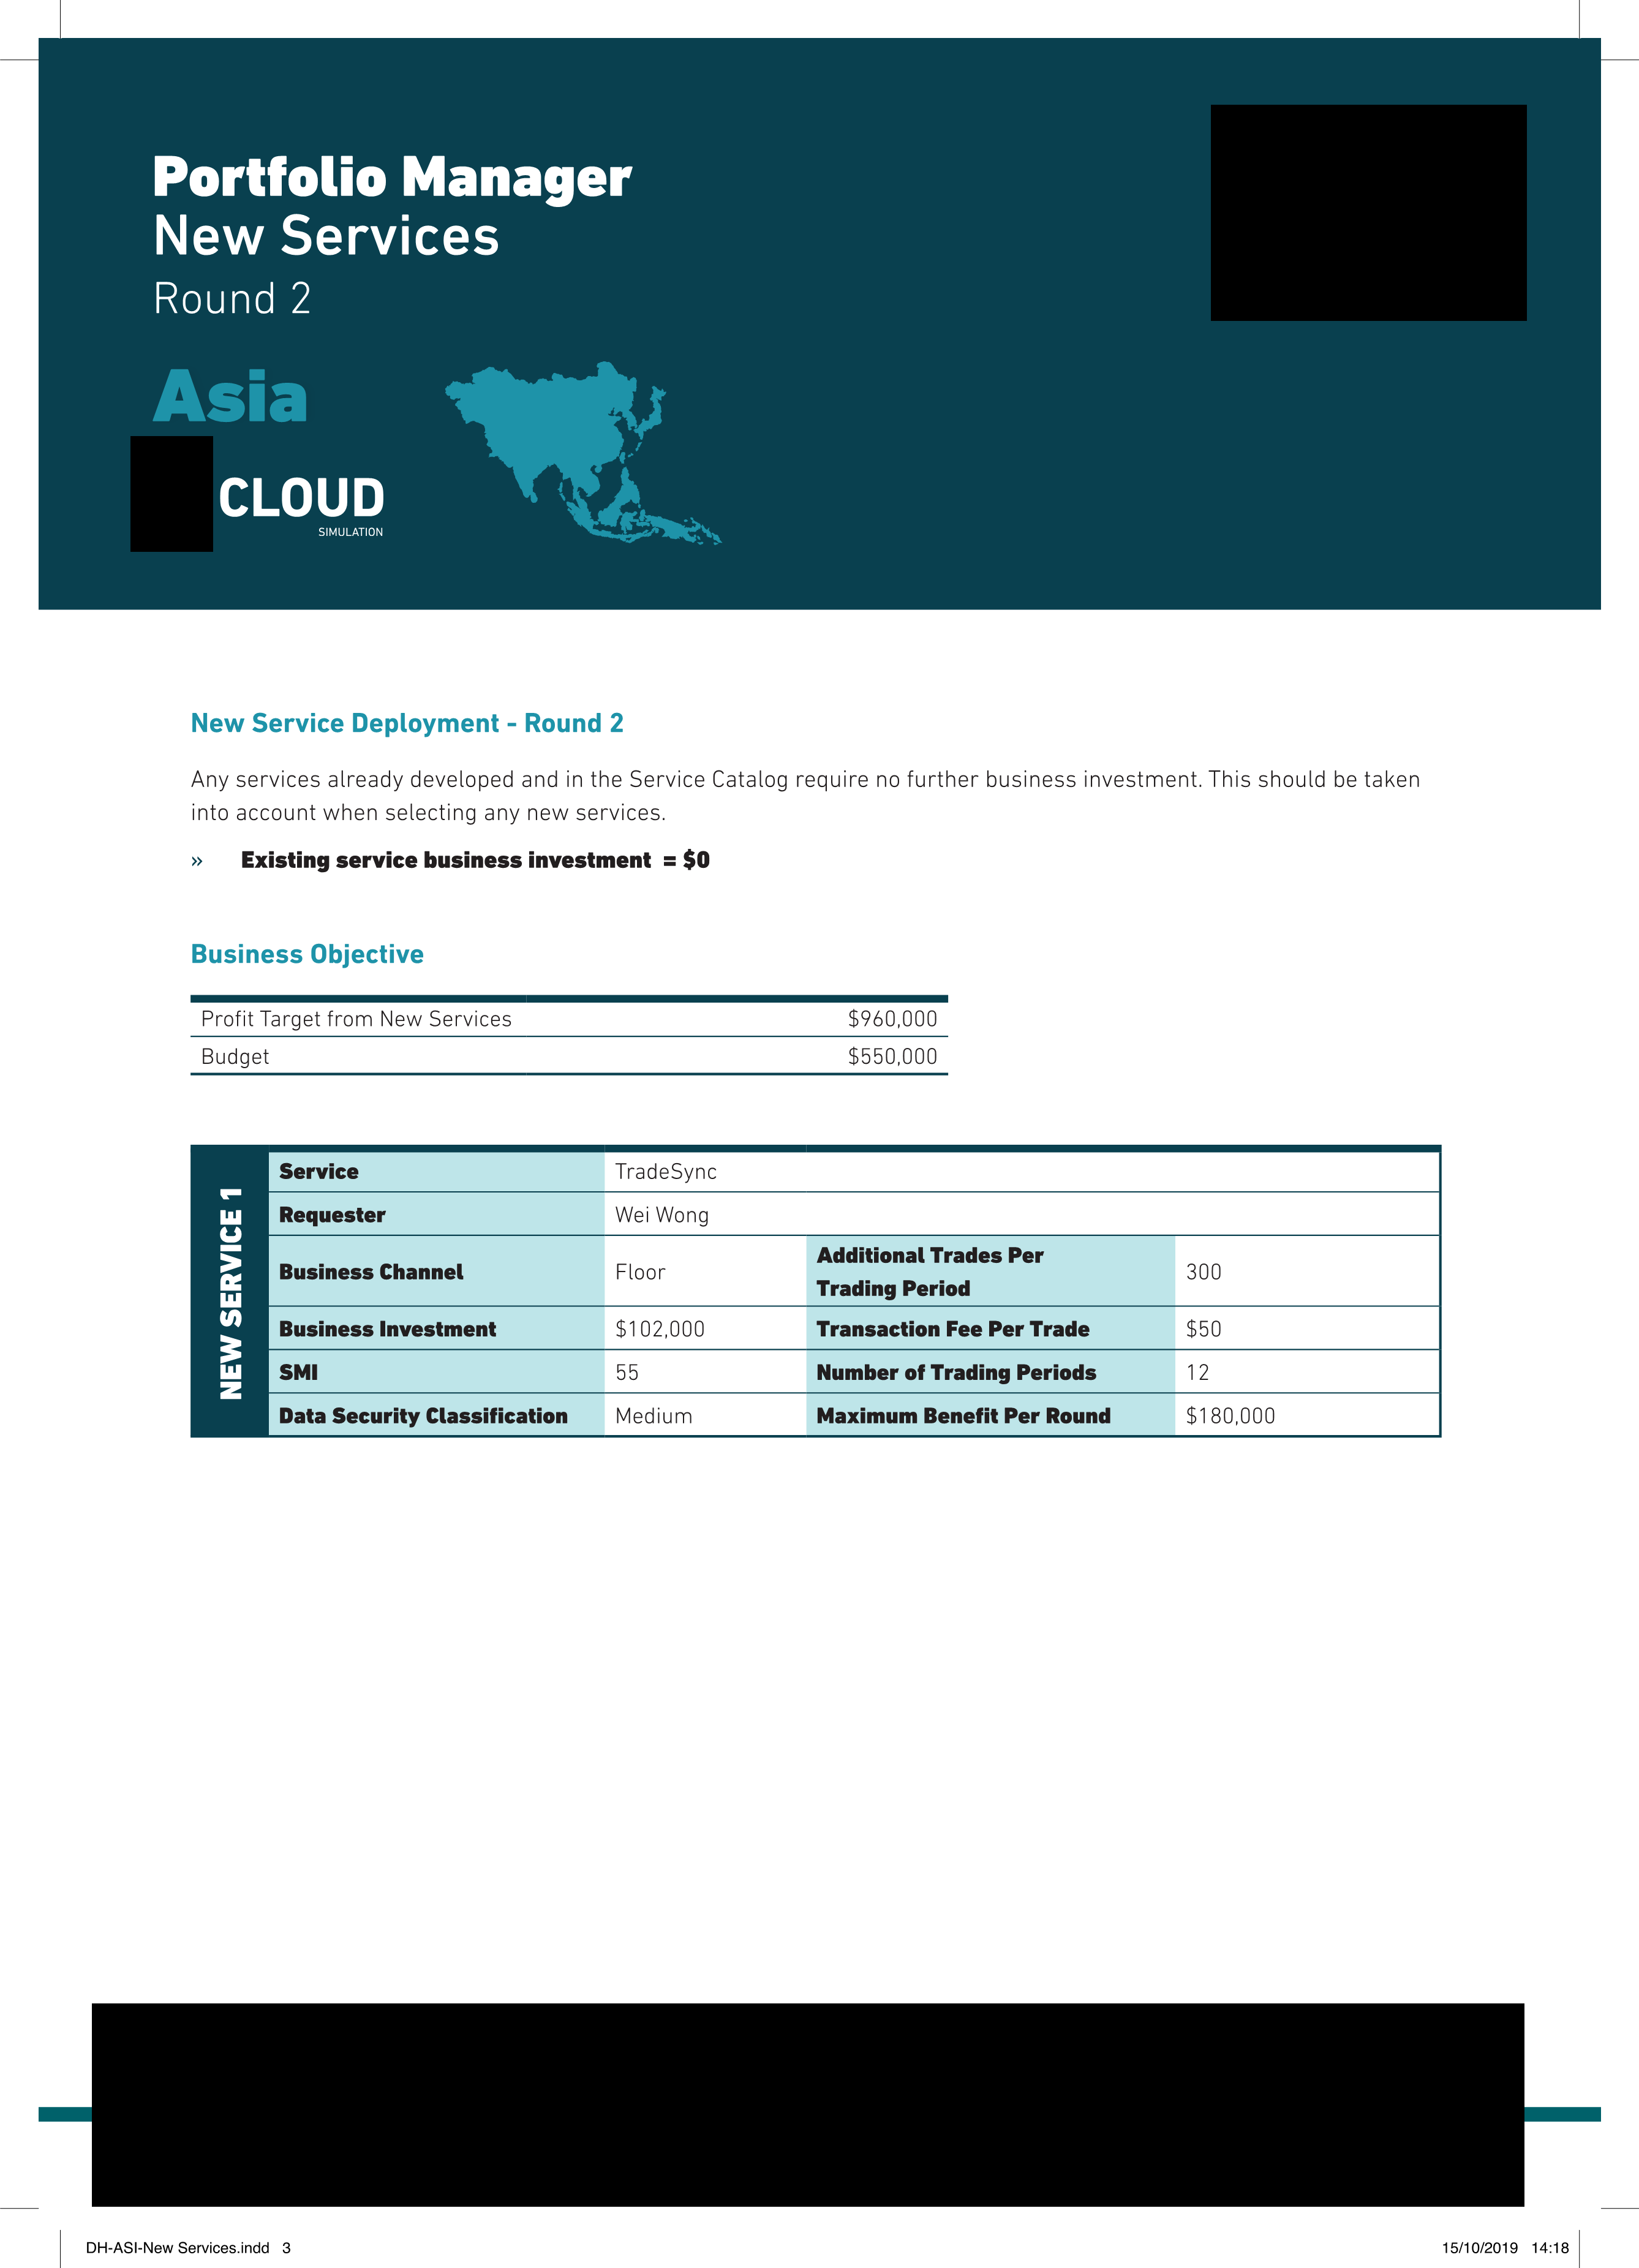 Portfolio Manager
New Services
Round 2
Asia
CLOUD
SIMULATION
New Service Deployment - Round 2
Any services already developed and in the Service Catalog require no further business investment. This should be taken
into account when selecting any new services.
» Existing service business investment = $0
Business Objective
Profit Target from New Services $960,000
Budget $550,000
NEW SERVICE 1
Service TradeSync
Requester Wei Wong
Business Channel Floor Additional Trades Per
Trading Period 300
Business Investment $102,000 Transaction Fee Per Trade $50
SMI 55 Number of Trading Periods 12
Data Security Classification Medium Maximum Benefit Per Round $180,000
DH-ASI-New Services.indd 3 15/10/2019 14:18